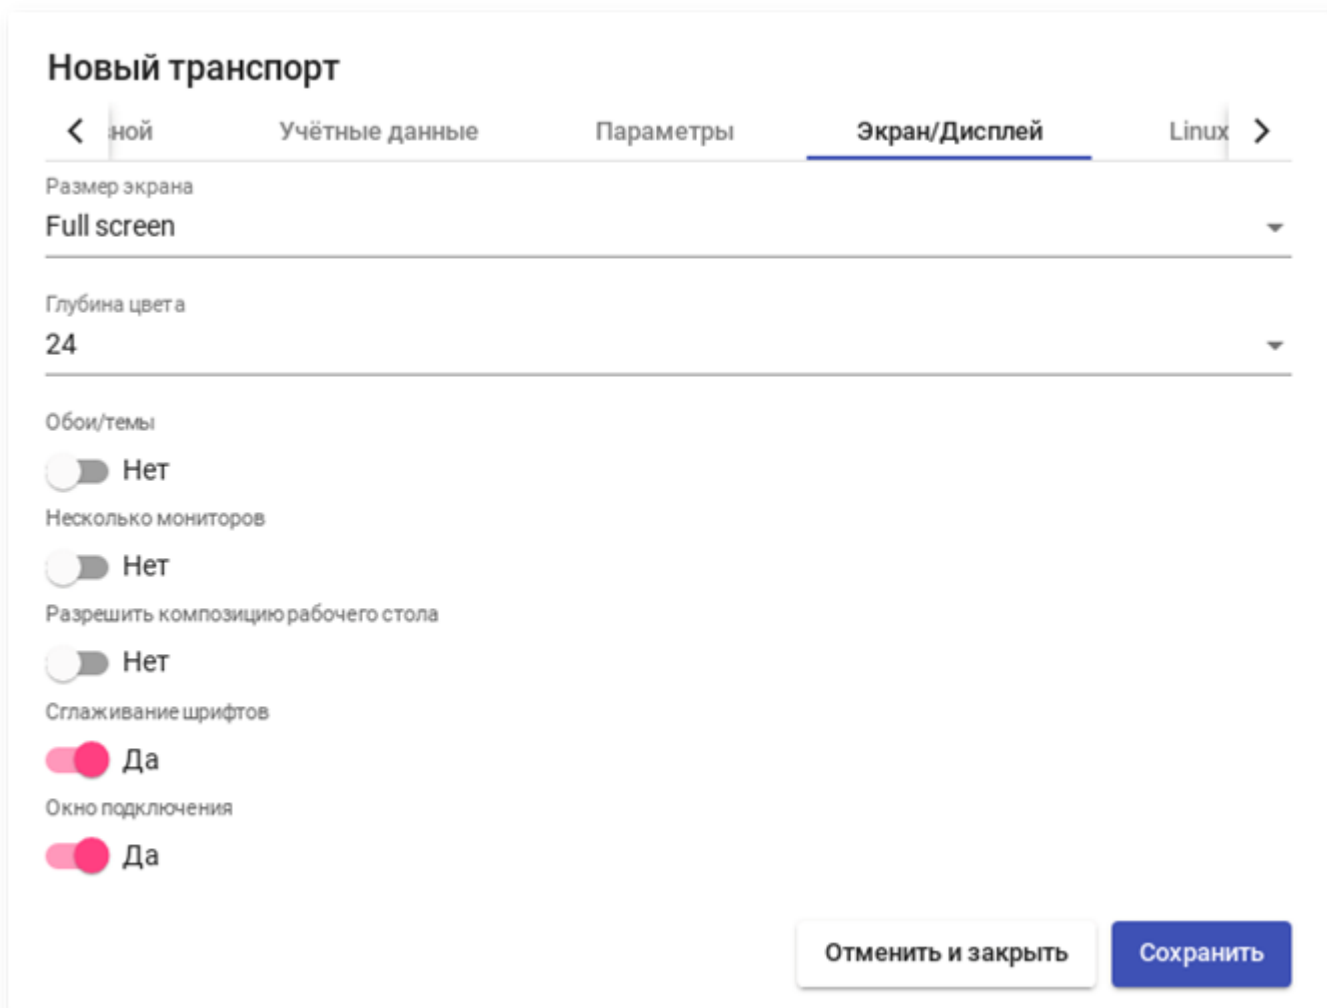 Новый транспорт
Учётные данные Параметры Экран/Дисплей Linux
Размер экрана
Full screen
Глубина цвета
24
Обои/темы
Нет
Несколько мониторов
Нет
Разрешить композицию рабочего стола
Нет
Сглаживание шрифтов
Да
Окно подключения
Да
Отменить и закрыть Сохранить